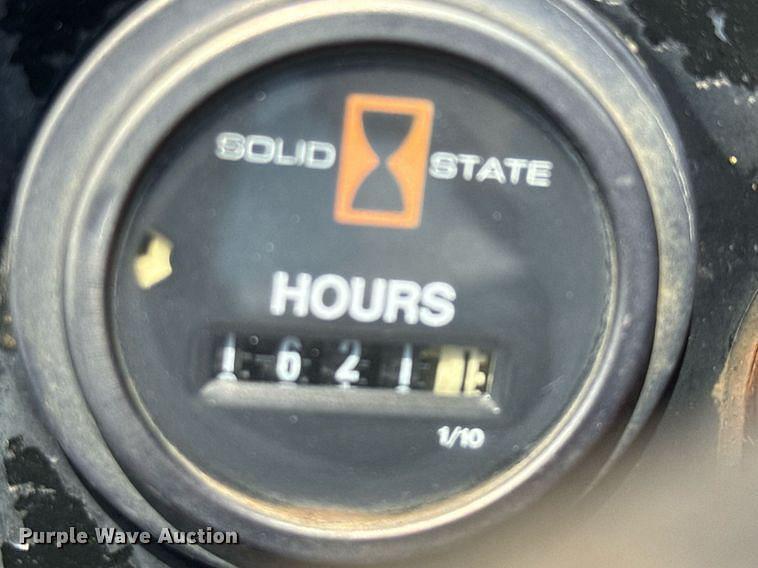 SOLID STATE
HOURS
1 6 2 1
1/10
Purple Wave Auction®